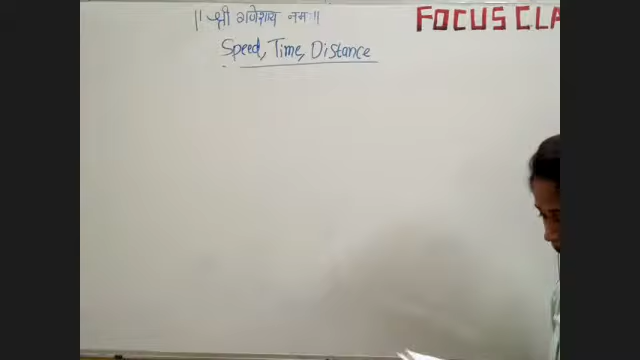 ॥ श्री गणेशाय नमः ॥
FOCUS CLA
Speed, Time, Distance